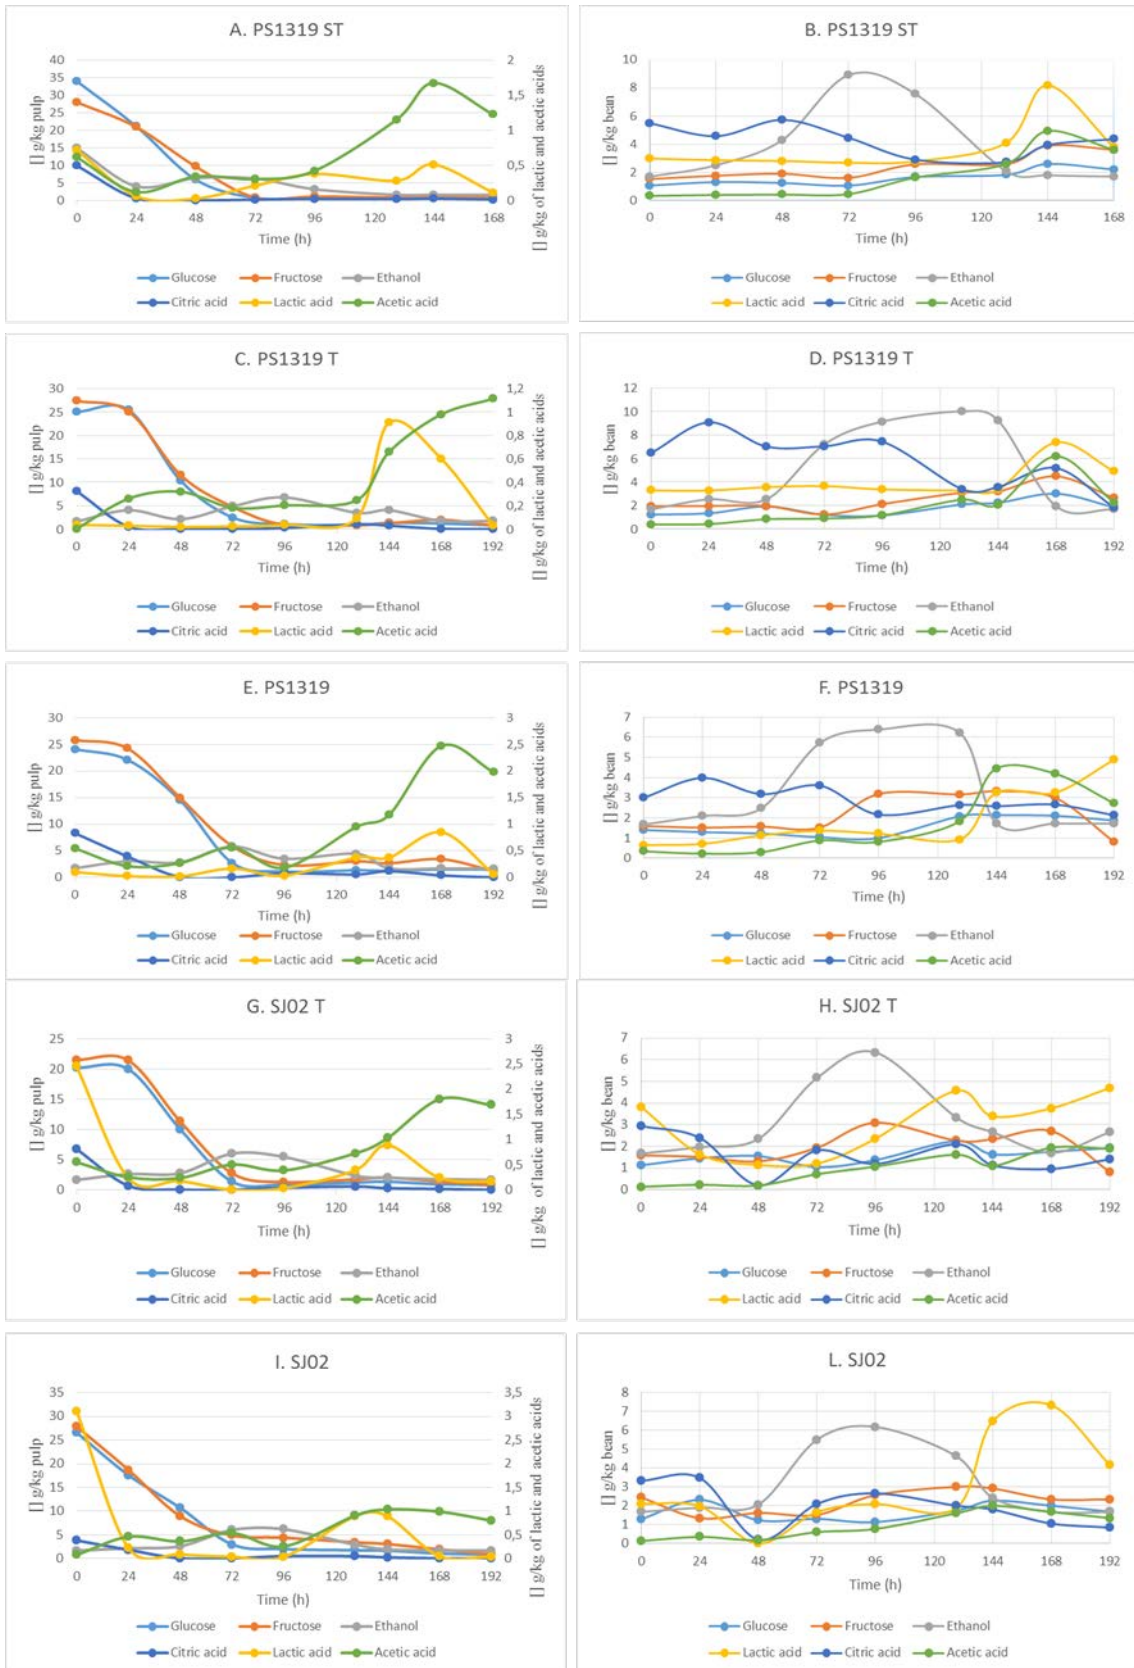 A. PS1319 ST
40
35
30
25
20
15
10
5
0
[] g/kg pulp
2
1,5
1
0,5
0
[] g/kg of lactic and acetic acids
0 24 48 72 96 120 144 168
Time (h)
Glucose Fructose Ethanol
Citric acid Lactic acid Acetic acid
B. PS1319 ST
10
8
6
4
2
0
[] g/kg bean
0 24 48 72 96 120 144 168
Time (h)
Glucose Fructose Ethanol
Lactic acid Citric acid Acetic acid
C. PS1319 T
30
25
20
15
10
5
0
[] g/kg pulp
1,2
1
0,8
0,6
0,4
0,2
0
[] g/kg of lactic and acetic acids
0 24 48 72 96 120 144 168 192
Time (h)
Glucose Fructose Ethanol
Citric acid Lactic acid Acetic acid
D. PS1319 T
12
10
8
6
4
2
0
[] g/kg bean
0 24 48 72 96 120 144 168 192
Time (h)
Glucose Fructose Ethanol
Lactic acid Citric acid Acetic acid
E. PS1319
30
25
20
15
10
5
0
[] g/kg pulp
3
2,5
2
1,5
1
0,5
0
[] g/kg of lactic and acetic acids
0 24 48 72 96 120 144 168 192
Time (h)
Glucose Fructose Ethanol
Citric acid Lactic acid Acetic acid
F. PS1319
7
6
5
4
3
2
1
0
[] g/kg bean
0 24 48 72 96 120 144 168 192
Time (h)
Glucose Fructose Ethanol
Lactic acid Citric acid Acetic acid
G. SJ02 T
25
20
15
10
5
0
[] g/kg pulp
3
2,5
2
1,5
1
0,5
0
[] g/kg of lactic and acetic acids
0 24 48 72 96 120 144 168 192
Time (h)
Glucose Fructose Ethanol
Citric acid Lactic acid Acetic acid
H. SJ02 T
7
6
5
4
3
2
1
0
[] g/kg bean
0 24 48 72 96 120 144 168 192
Time (h)
Glucose Fructose Ethanol
Lactic acid Citric acid Acetic acid
I. SJ02
35
30
25
20
15
10
5
0
[] g/kg pulp
3,5
3
2,5
2
1,5
1
0,5
0
[] g/kg of lactic and acetic acids
0 24 48 72 96 120 144 168 192
Time (h)
Glucose Fructose Ethanol
Citric acid Lactic acid Acetic acid
L. SJ02
8
7
6
5
4
3
2
1
0
[] g/kg bean
0 24 48 72 96 120 144 168 192
Time (h)
Glucose Fructose Ethanol
Lactic acid Citric acid Acetic acid